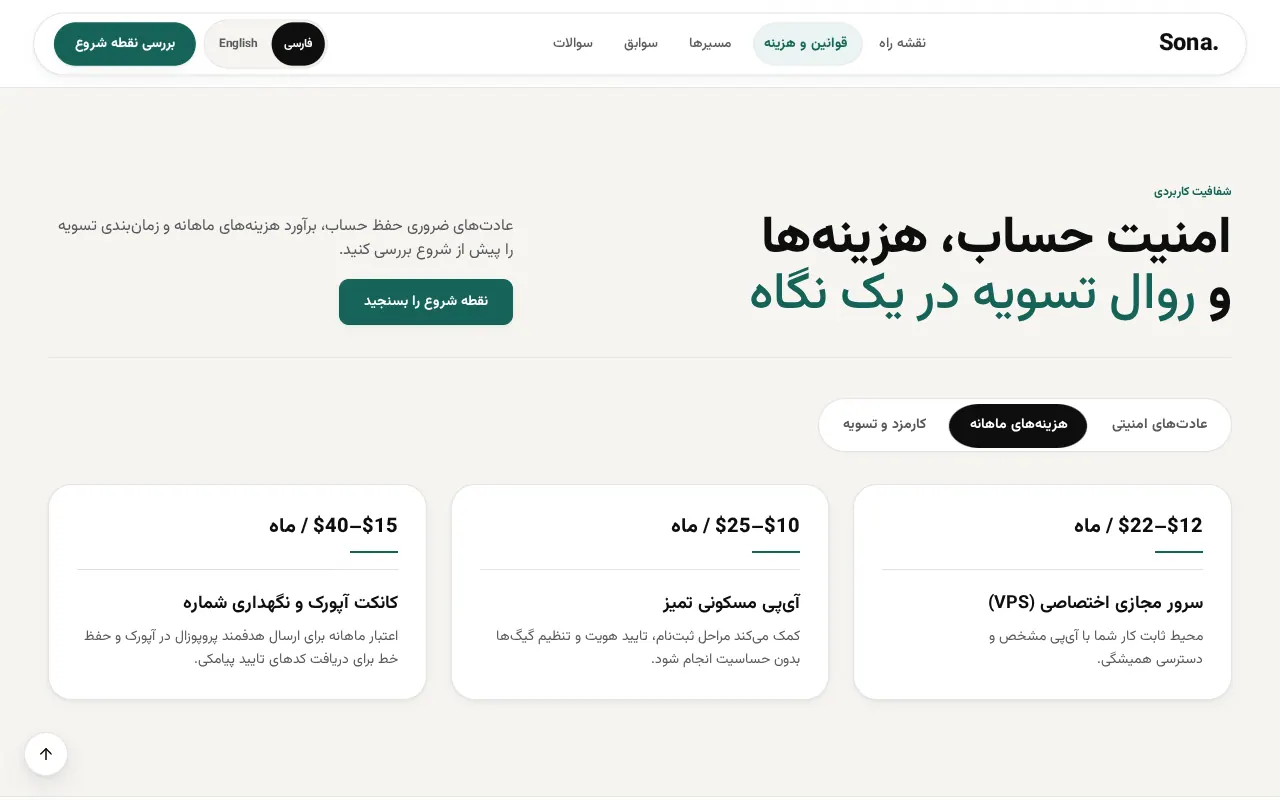 Sona.
نقشه راه
قوانین و هزینه
مسیرها
سوابق
سوالات
فارسی
English
بررسی نقطه شروع
شفافیت کاربردی
امنیت حساب، هزینه‌ها
و روال تسویه در یک نگاه
عادت‌های ضروری حفظ حساب، برآورد هزینه‌های ماهانه و زمان‌بندی تسویه
را پیش از شروع بررسی کنید.
نقطه شروع را بسنجید
عادت‌های امنیتی
هزینه‌های ماهانه
کارمزد و تسویه
$12–$22 / ماه
سرور مجازی اختصاصی (VPS)
محیط ثابت کار شما با آی‌پی مشخص و
دسترسی همیشگی.
$10–$25 / ماه
آی‌پی مسکونی تمیز
کمک می‌کند مراحل ثبت‌نام، تایید هویت و تنظیم گیگ‌ها
بدون حساسیت انجام شود.
$15–$40 / ماه
کانکت آپورک و نگهداری شماره
اعتبار ماهانه برای ارسال هدفمند پروپوزال در آپورک و حفظ
خط برای دریافت کدهای تایید پیامکی.